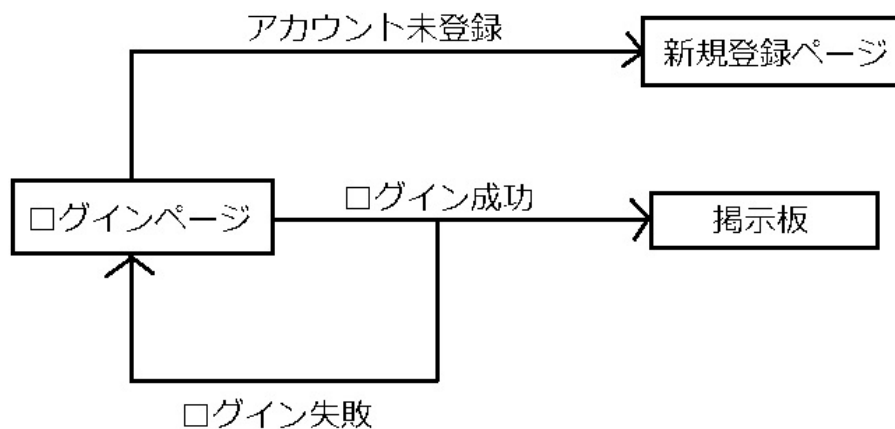 アカウント未登録
新規登録ページ
ログインページ
ログイン成功
掲示板
ログイン失敗